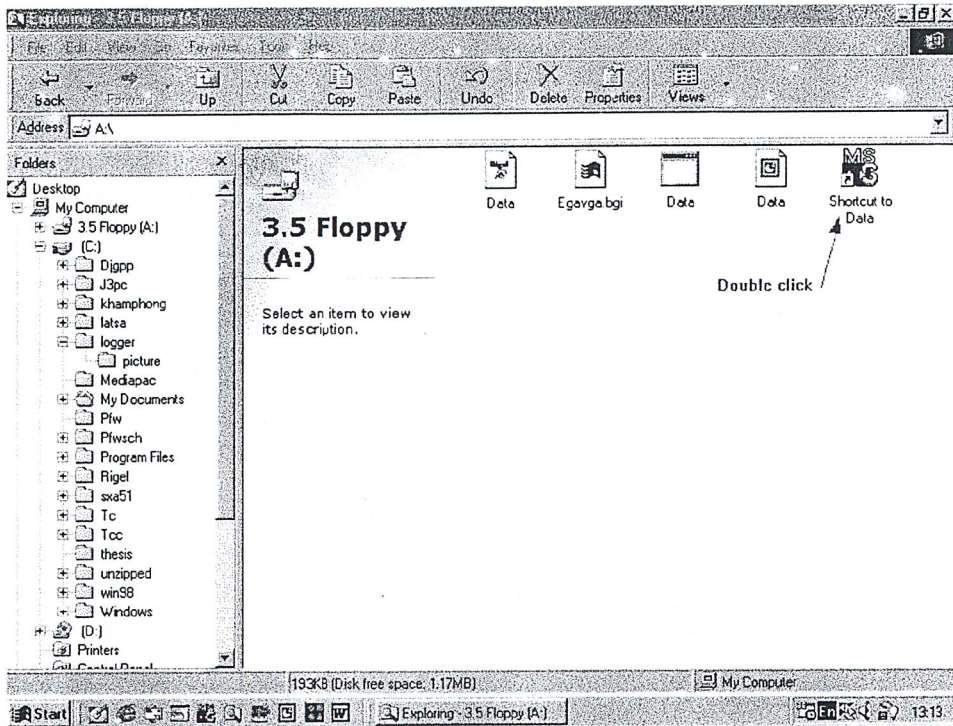 Exploring - 3.5 Floppy (A:)
File Edit View Go Favorites Tools Help
Back Forward Up Cut Copy Paste Undo Delete Properties Views
Address A:\
Folders
Desktop
My Computer
3.5 Floppy (A:)
(C:)
Djgpp
J3pc
khamphong
latsa
logger
picture
Mediapac
My Documents
Pfw
Pfwsch
Program Files
Rigel
sxa51
Tc
Tcc
thesis
unzipped
win98
Windows
(D:)
Printers
Control Panel
3.5 Floppy
(A:)
Select an item to view
its description.
Data Egavga.bgi Data Data Shortcut to
Data
MS
Double click
193KB (Disk free space: 1.17MB) My Computer
Start Exploring - 3.5 Floppy (A:) En 13:13